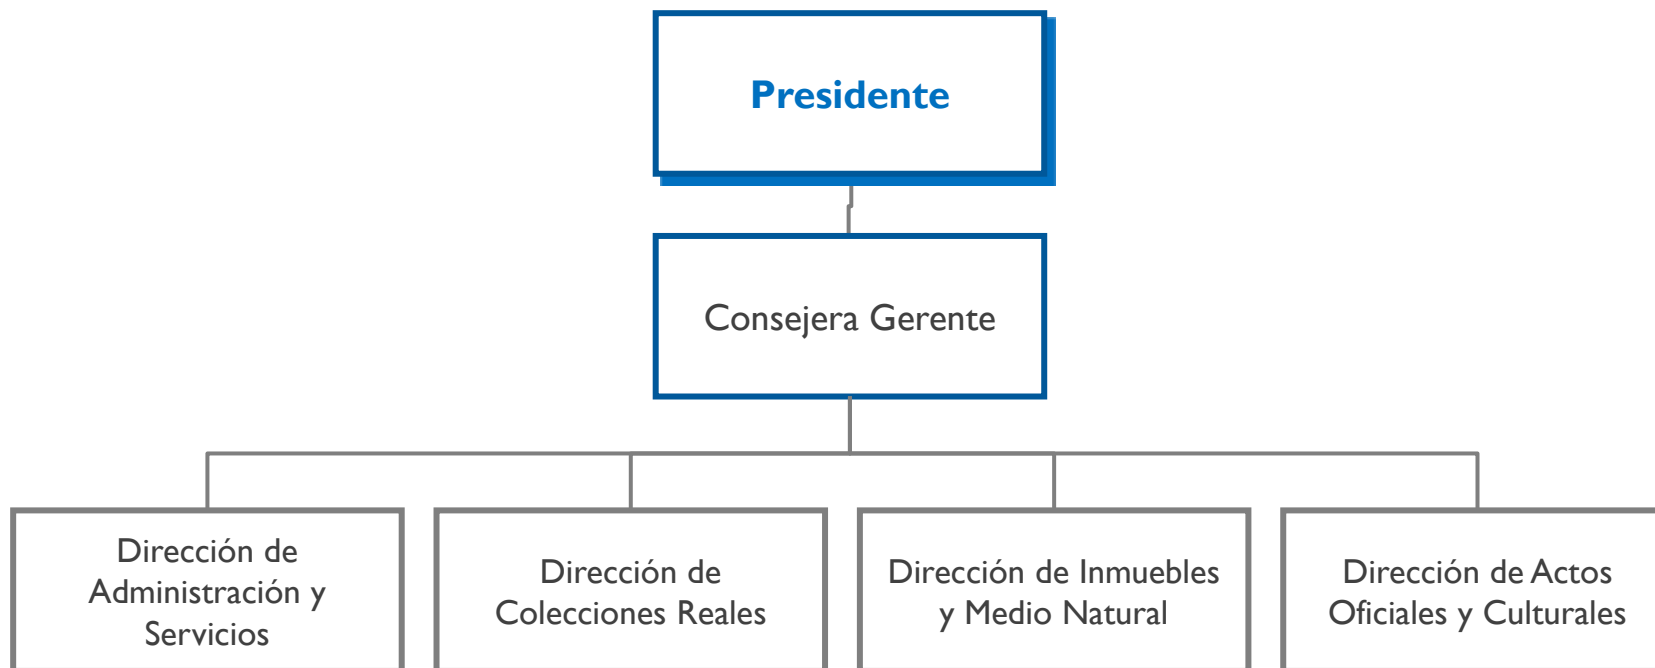 Presidente
Consejera Gerente
Dirección de
Administración y
Servicios
Dirección de
Colecciones Reales
Dirección de Inmuebles
y Medio Natural
Dirección de Actos
Oficiales y Culturales